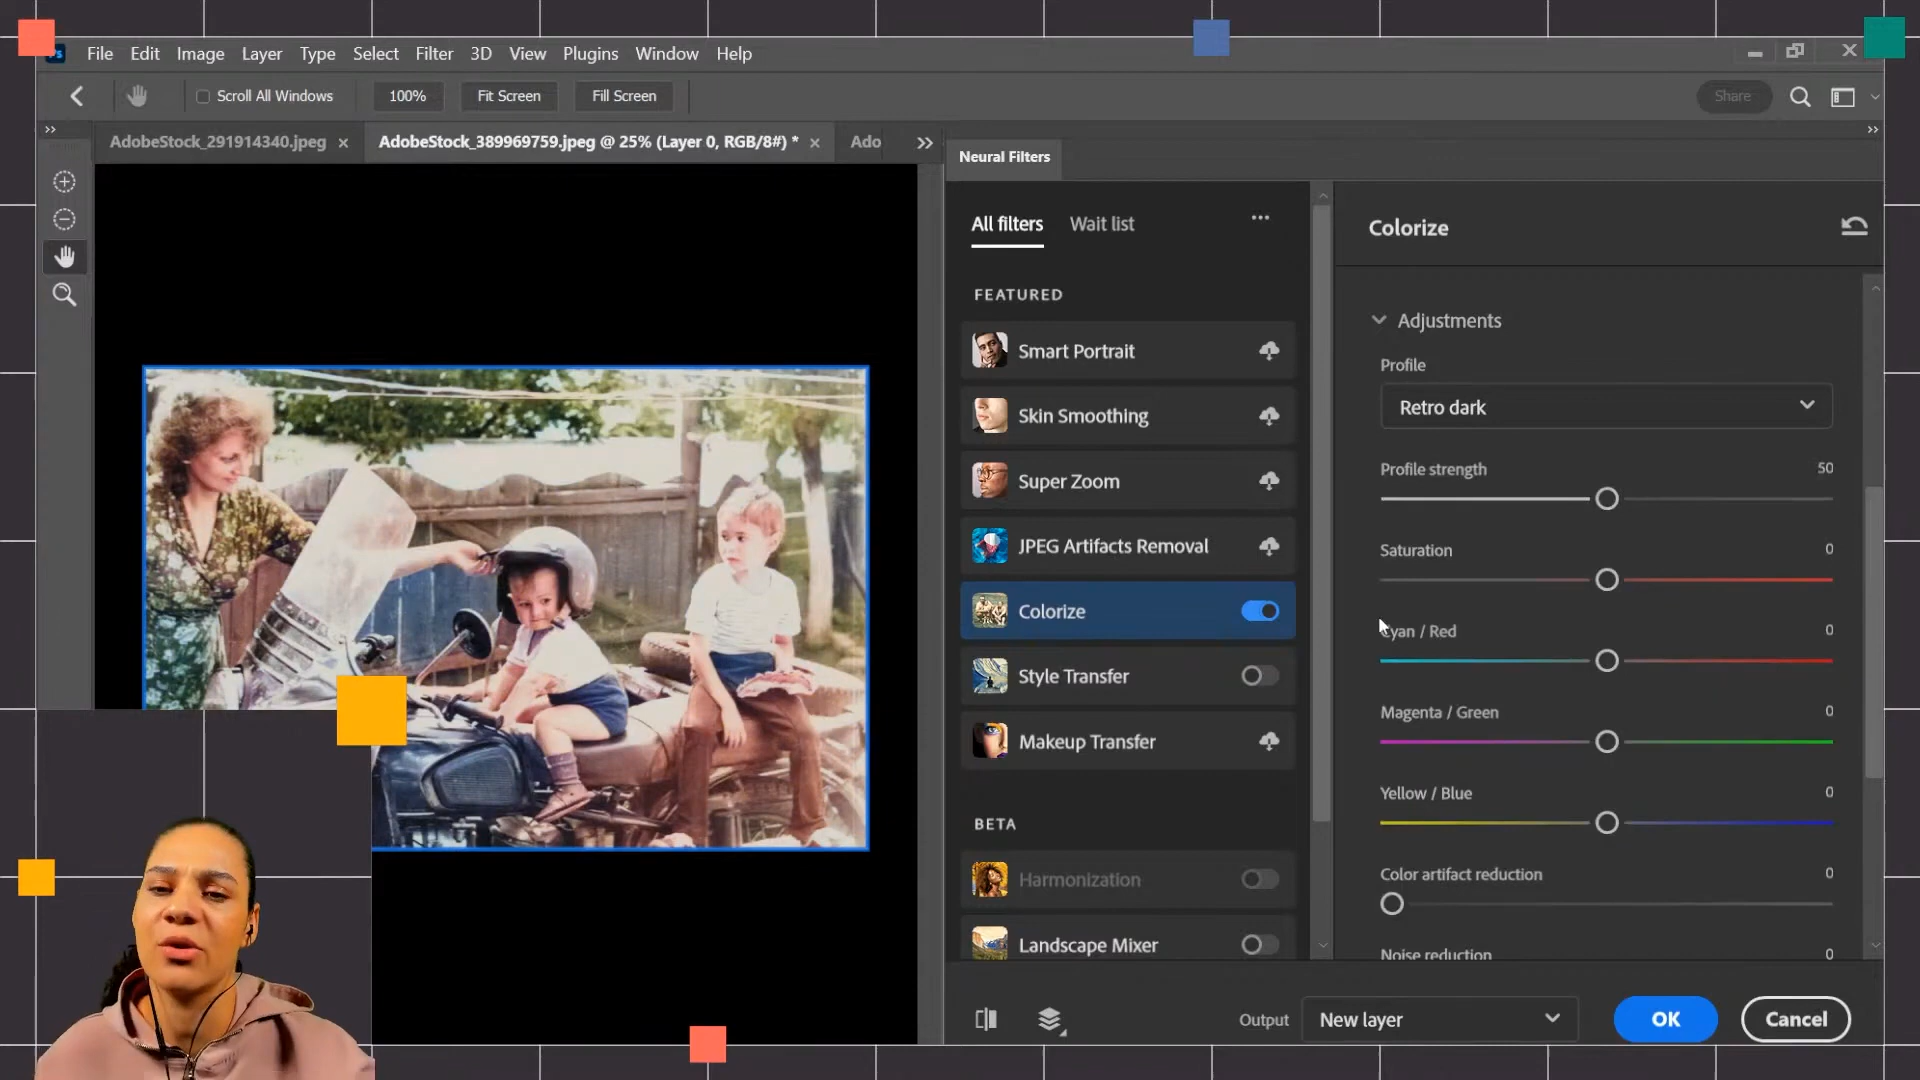 File Edit Image Layer Type Select Filter 3D View Plugins Window Help
Scroll All Windows 100% Fit Screen Fill Screen Share
AdobeStock_291914340.jpeg × AdobeStock_389969759.jpeg @ 25% (Layer 0, RGB/8#) * × Ado
Neural Filters
All filters Wait list
FEATURED
Smart Portrait
Skin Smoothing
Super Zoom
JPEG Artifacts Removal
Colorize
Style Transfer
Makeup Transfer
BETA
Harmonization
Landscape Mixer
Colorize
Adjustments
Profile
Retro dark
Profile strength 50
Saturation 0
Cyan / Red 0
Magenta / Green 0
Yellow / Blue 0
Color artifact reduction 0
Noise reduction 0
Output New layer OK Cancel